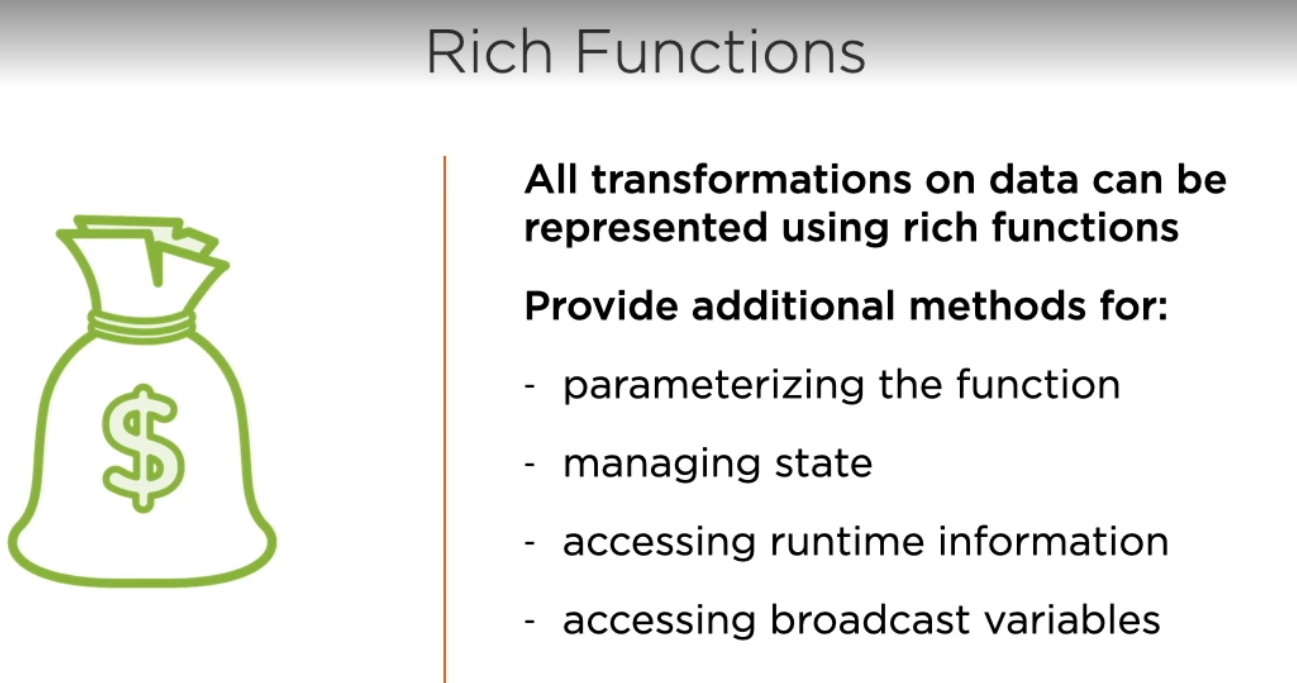 Rich Functions
All transformations on data can be
represented using rich functions
Provide additional methods for:
- parameterizing the function
- managing state
- accessing runtime information
- accessing broadcast variables
$